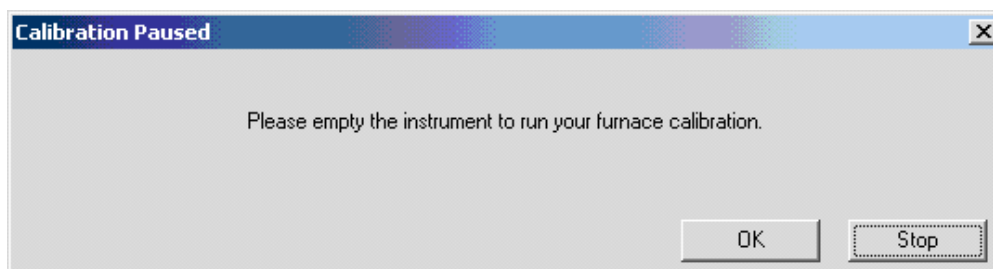 Calibration Paused
Please empty the instrument to run your furnace calibration.
OK
Stop